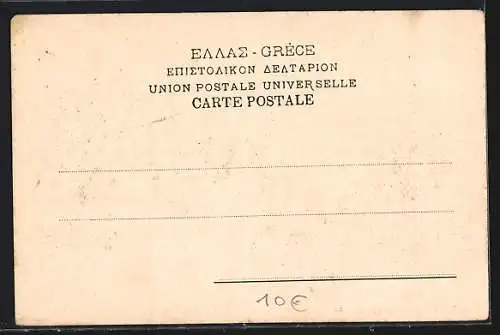 ΕΛΛΑΣ - GRÈCE
ΕΠΙΣΤΟΛΙΚΟΝ ΔΕΛΤΑΡΙΟΝ
UNION POSTALE UNIVERSELLE
CARTE POSTALE
10€